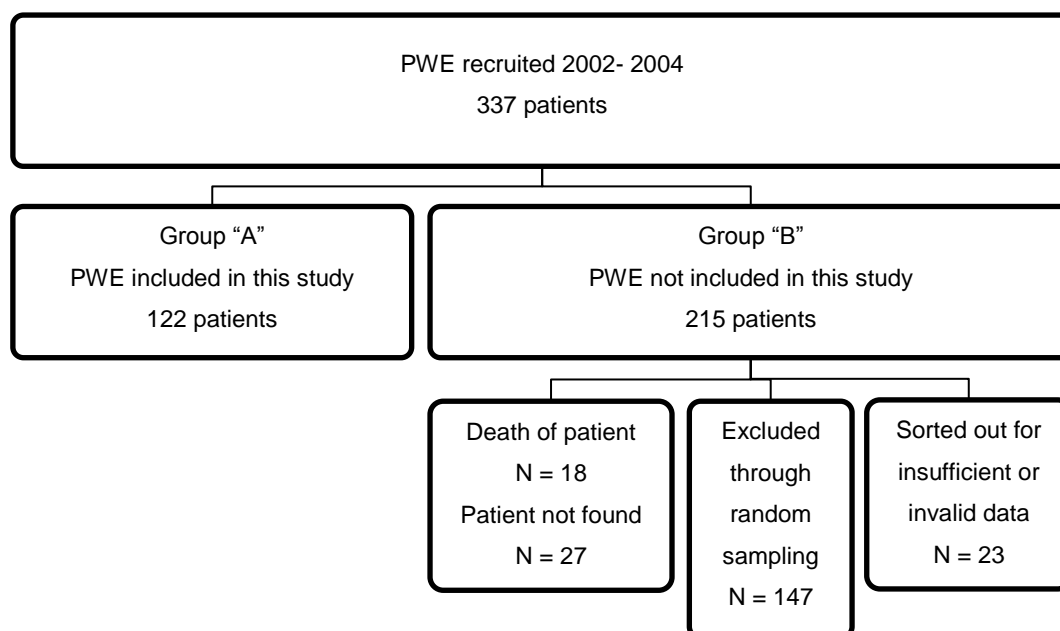 PWE recruited 2002- 2004
337 patients
Group “A”
PWE included in this study
122 patients
Group “B”
PWE not included in this study
215 patients
Death of patient
N = 18
Patient not found
N = 27
Excluded
through
random
sampling
N = 147
Sorted out for
insufficient or
invalid data
N = 23